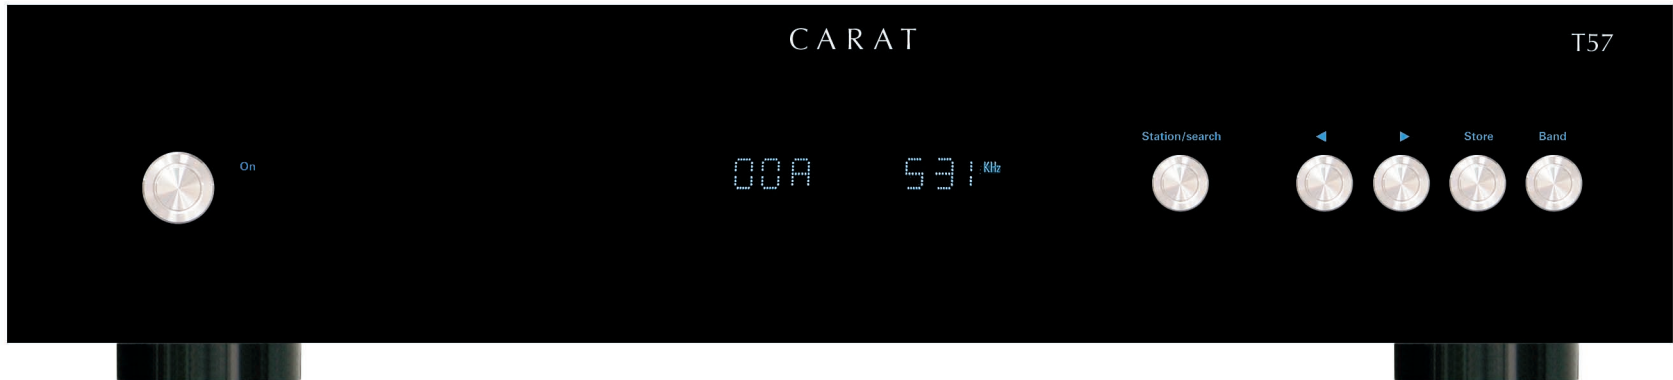 CARAT
T57
Station/search ◀ ▶ Store Band
On
00A 531 KHz